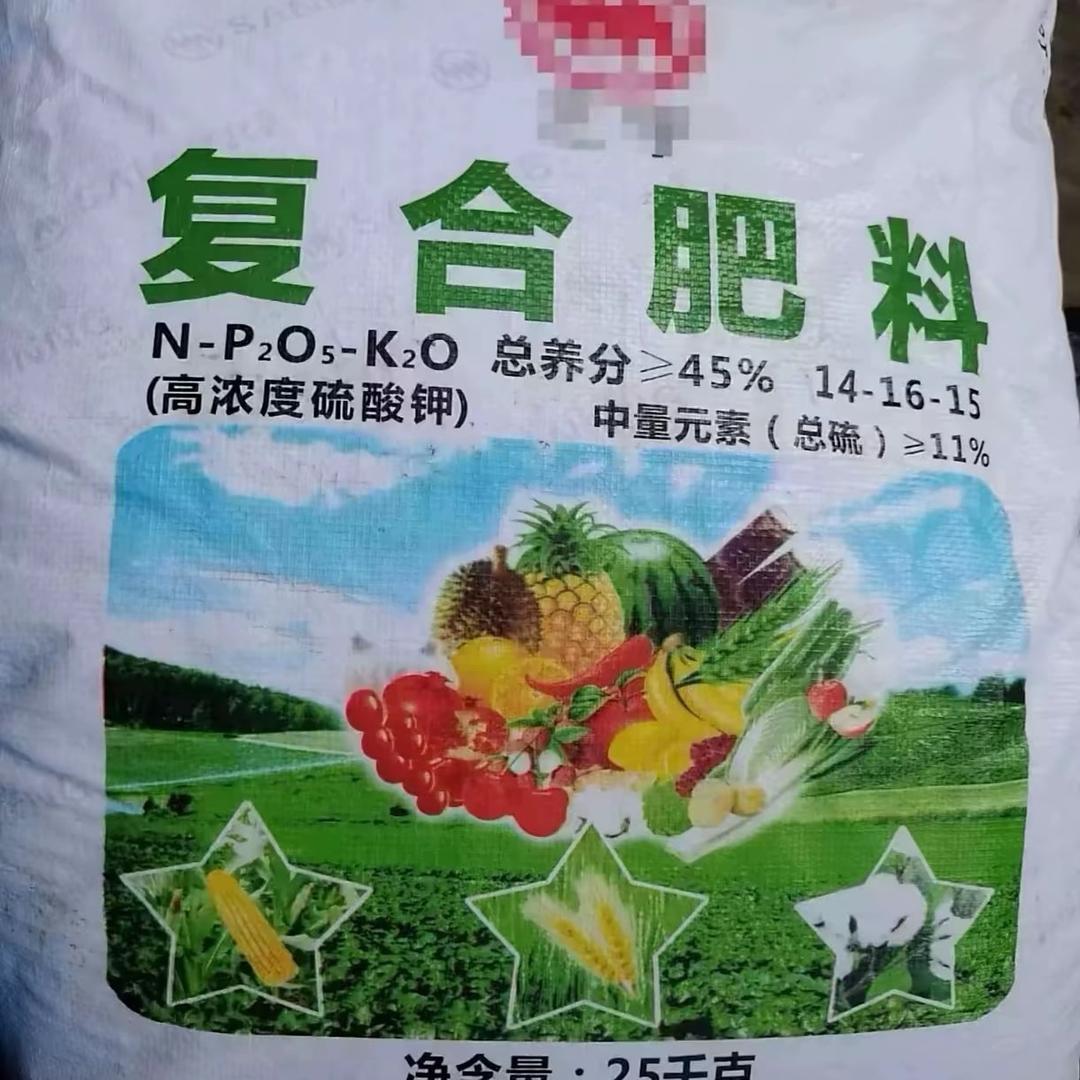 复合肥料
N-P₂O₅-K₂O 总养分≥45% 14-16-15
(高浓度硫酸钾) 中量元素(总硫)≥11%
净含量:25千克